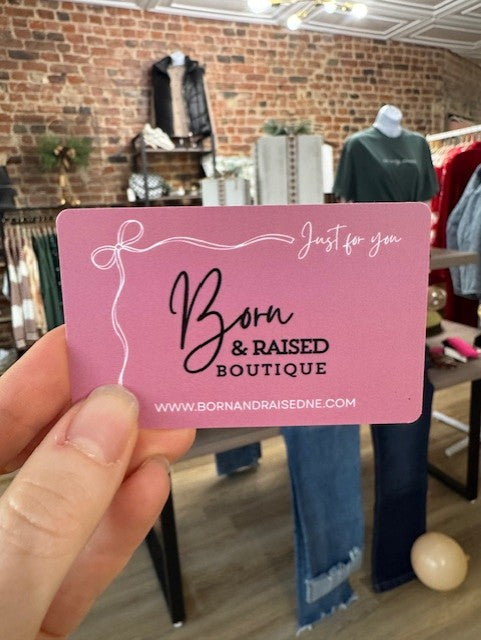 Just for you
Born
& RAISED
BOUTIQUE
WWW.BORNANDRAISEDNE.COM